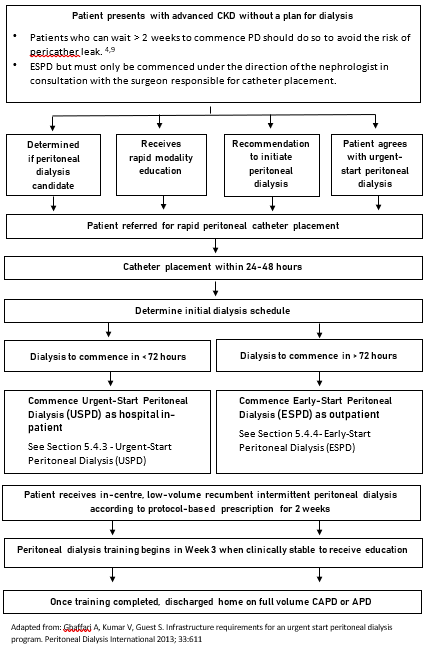 Patient presents with advanced CKD without a plan for dialysis
• Patients who can wait > 2 weeks to commence PD should do so to avoid the risk of
pericather leak. 4,9
• ESPD but must only be commenced under the direction of the nephrologist in
consultation with the surgeon responsible for catheter placement.
Determined
if peritoneal
dialysis
candidate
Receives
rapid modality
education
Recommendation
to initiate
peritoneal
dialysis
Patient agrees
with urgent-
start peritoneal
dialysis
Patient referred for rapid peritoneal catheter placement
Catheter placement within 24-48 hours
Determine initial dialysis schedule
Dialysis to commence in < 72 hours
Dialysis to commence in > 72 hours
Commence Urgent-Start Peritoneal
Dialysis (USPD) as hospital in-
patient
See Section 5.4.3 - Urgent-Start
Peritoneal Dialysis (USPD)
Commence Early-Start Peritoneal
Dialysis (ESPD) as outpatient
See Section 5.4.4- Early-Start
Peritoneal Dialysis (ESPD)
Patient receives in-centre, low-volume recumbent intermittent peritoneal dialysis
according to protocol-based prescription for 2 weeks
Peritoneal dialysis training begins in Week 3 when clinically stable to receive education
Once training completed, discharged home on full volume CAPD or APD
Adapted from: Ghaffari A, Kumar V, Guest S. Infrastructure requirements for an urgent start peritoneal dialysis
program. Peritoneal Dialysis International 2013; 33:611